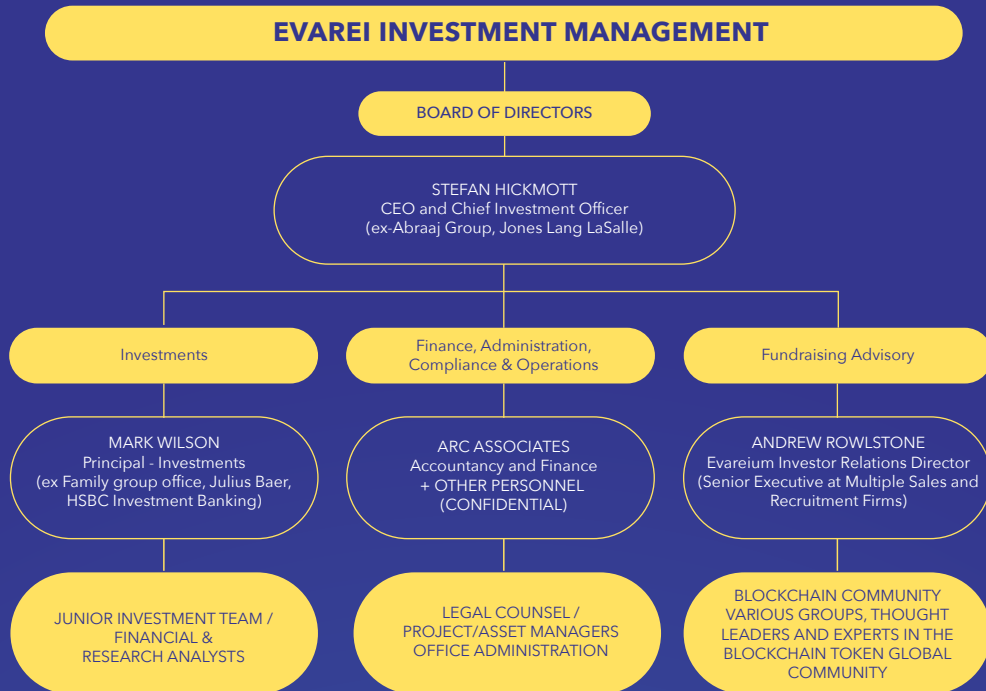 EVAREI INVESTMENT MANAGEMENT
BOARD OF DIRECTORS
STEFAN HICKMOTT
CEO and Chief Investment Officer
(ex-Abraaj Group, Jones Lang LaSalle)
Investments
Finance, Administration,
Compliance & Operations
Fundraising Advisory
MARK WILSON
Principal - Investments
(ex Family group office, Julius Baer,
HSBC Investment Banking)
ARC ASSOCIATES
Accountancy and Finance
+ OTHER PERSONNEL
(CONFIDENTIAL)
ANDREW ROWLSTONE
Evareium Investor Relations Director
(Senior Executive at Multiple Sales and
Recruitment Firms)
JUNIOR INVESTMENT TEAM /
FINANCIAL &
RESEARCH ANALYSTS
LEGAL COUNSEL /
PROJECT/ASSET MANAGERS
OFFICE ADMINISTRATION
BLOCKCHAIN COMMUNITY
VARIOUS GROUPS, THOUGHT
LEADERS AND EXPERTS IN THE
BLOCKCHAIN TOKEN GLOBAL
COMMUNITY